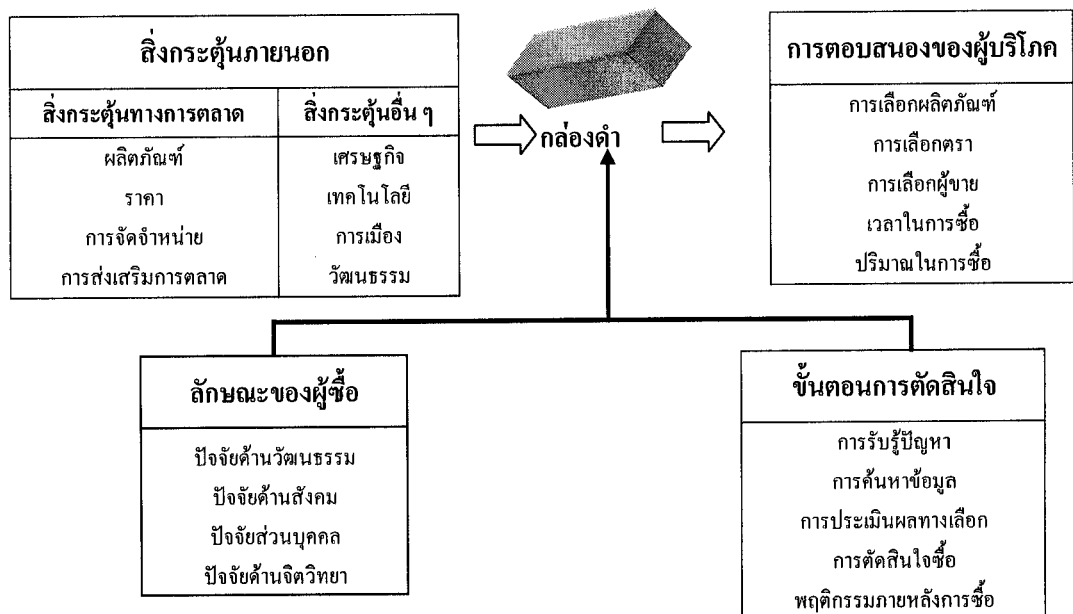 สิ่งกระตุ้นภายนอก
สิ่งกระตุ้นทางการตลาด
สิ่งกระตุ้นอื่น ๆ
ผลิตภัณฑ์
เศรษฐกิจ
ราคา
เทคโนโลยี
การจัดจำหน่าย
การเมือง
การส่งเสริมการตลาด
วัฒนธรรม
กล่องดำ
การตอบสนองของผู้บริโภค
การเลือกผลิตภัณฑ์
การเลือกตรา
การเลือกผู้ขาย
เวลาในการซื้อ
ปริมาณในการซื้อ
ลักษณะของผู้ซื้อ
ปัจจัยด้านวัฒนธรรม
ปัจจัยด้านสังคม
ปัจจัยส่วนบุคคล
ปัจจัยด้านจิตวิทยา
ขั้นตอนการตัดสินใจ
การรับรู้ปัญหา
การค้นหาข้อมูล
การประเมินผลทางเลือก
การตัดสินใจซื้อ
พฤติกรรมภายหลังการซื้อ